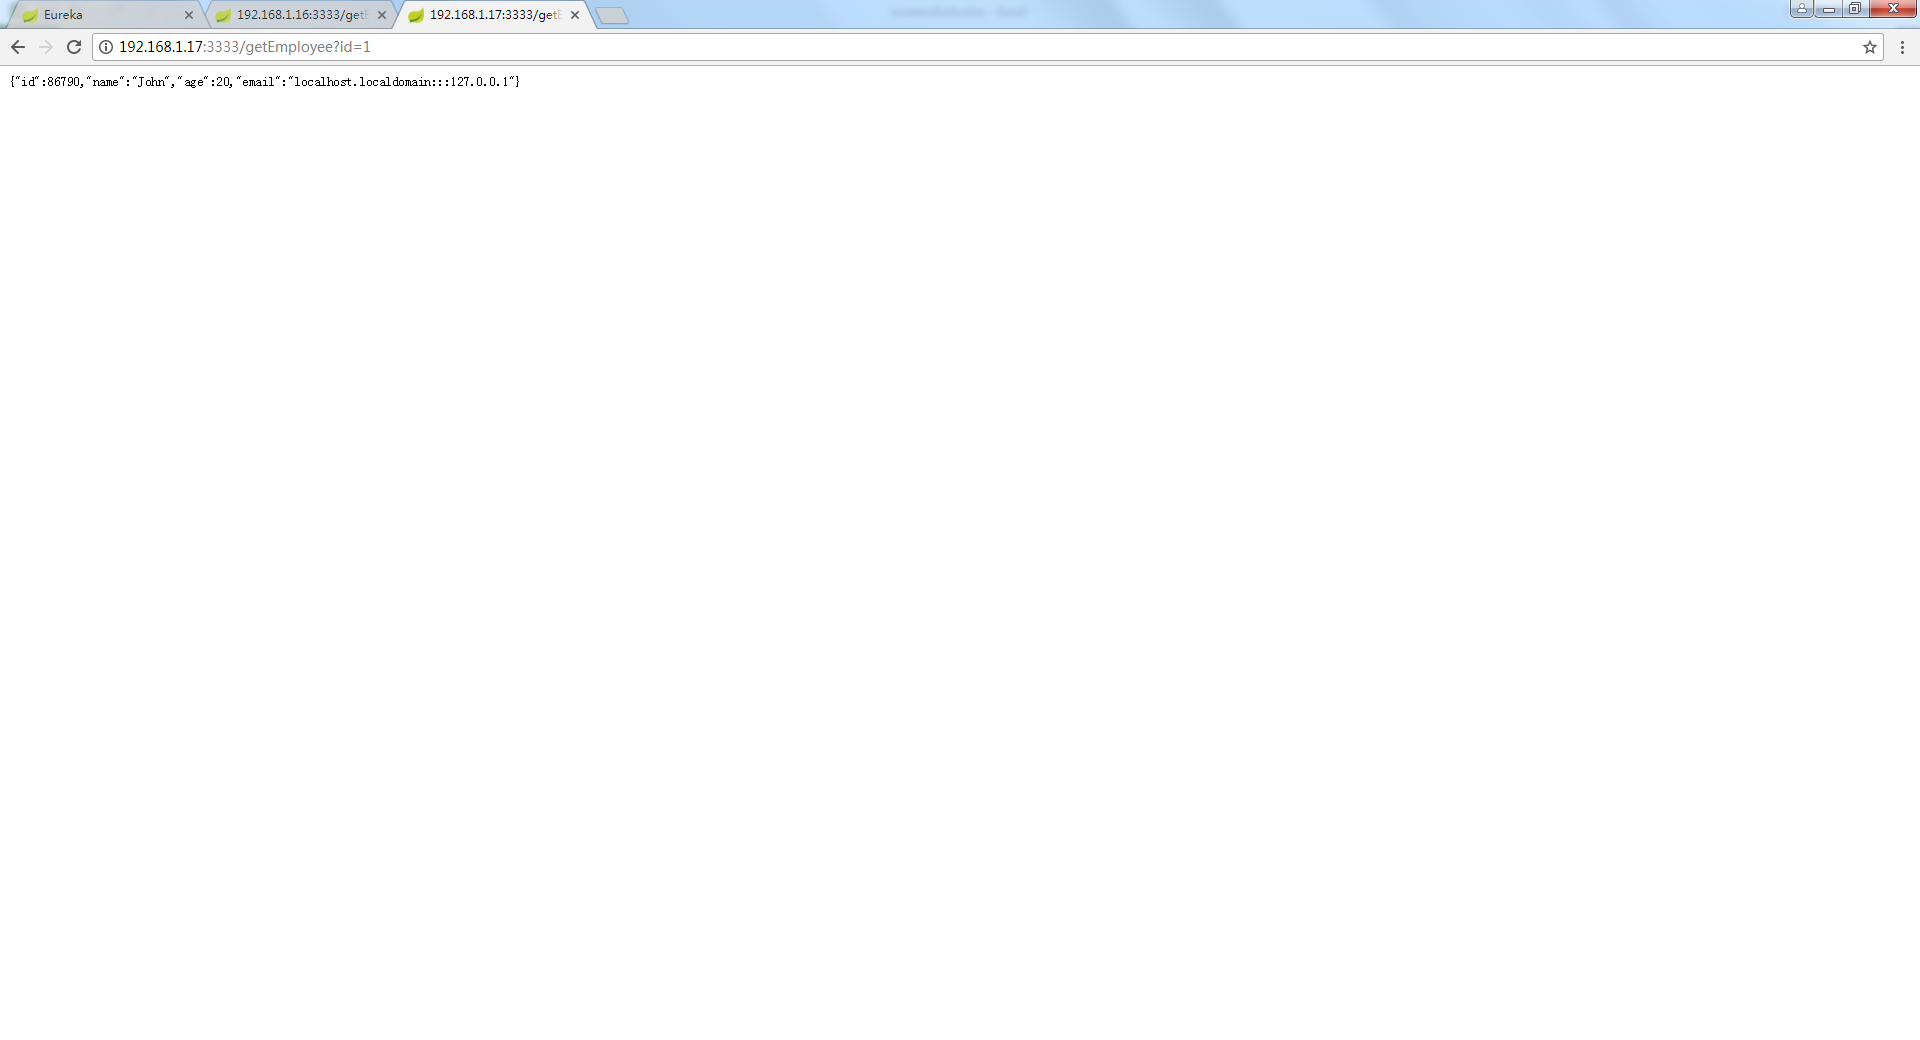 Eureka
192.168.1.16:3333/get
192.168.1.17:3333/get
192.168.1.17:3333/getEmployee?id=1
{"id":86790,"name":"John","age":20,"email":"localhost.localdomain:::127.0.0.1"}